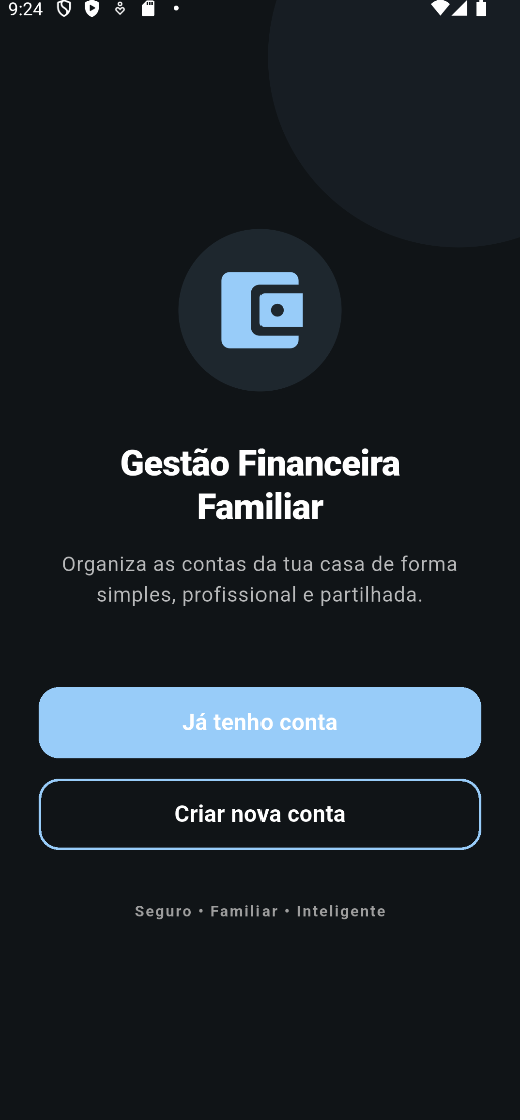 9:24
Gestão Financeira
Familiar
Organiza as contas da tua casa de forma
simples, profissional e partilhada.
Já tenho conta
Criar nova conta
Seguro • Familiar • Inteligente